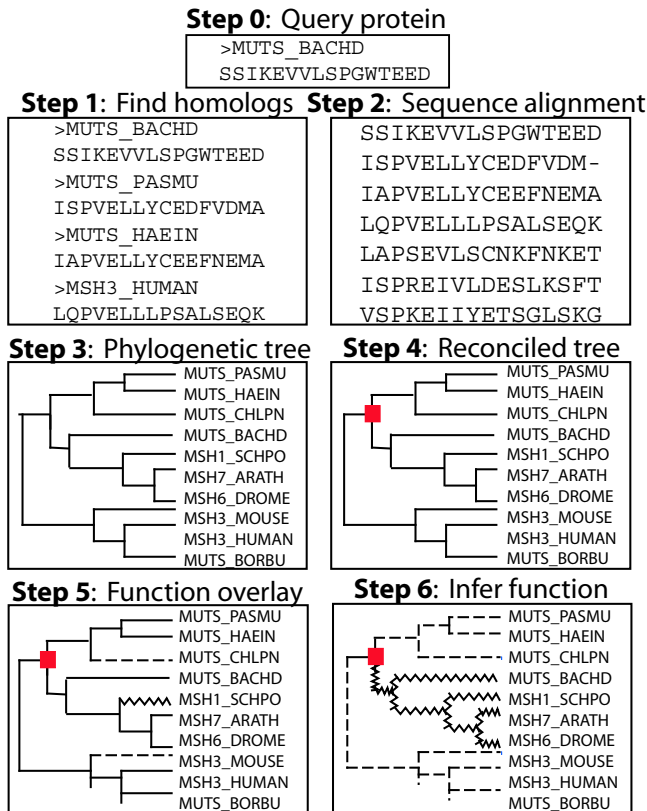 Step 0: Query protein
>MUTS_BACHD
SSIKEVVLSPGWTEED
Step 1: Find homologs
>MUTS_BACHD
SSIKEVVLSPGWTEED
>MUTS_PASMU
ISPVELLYCEDFVDMA
>MUTS_HAEIN
IAPVELLYCEEFNEMA
>MSH3_HUMAN
LQPVELLLPSALSEQK
Step 2: Sequence alignment
SSIKEVVLSPGWTEED
ISPVELLYCEDFVDM-
IAPVELLYCEEFNEMA
LQPVELLLPSALSEQK
LAPSEVLSCNKFNKET
ISPREIVLDESLKSFT
VSPKEIIYETSGLSKG
Step 3: Phylogenetic tree
MUTS_PASMU
MUTS_HAEIN
MUTS_CHLPN
MUTS_BACHD
MSH1_SCHPO
MSH7_ARATH
MSH6_DROME
MSH3_MOUSE
MSH3_HUMAN
MUTS_BORBU
Step 4: Reconciled tree
MUTS_PASMU
MUTS_HAEIN
MUTS_CHLPN
MUTS_BACHD
MSH1_SCHPO
MSH7_ARATH
MSH6_DROME
MSH3_MOUSE
MSH3_HUMAN
MUTS_BORBU
Step 5: Function overlay
MUTS_PASMU
MUTS_HAEIN
MUTS_CHLPN
MUTS_BACHD
MSH1_SCHPO
MSH7_ARATH
MSH6_DROME
MSH3_MOUSE
MSH3_HUMAN
MUTS_BORBU
Step 6: Infer function
MUTS_PASMU
MUTS_HAEIN
MUTS_CHLPN
MUTS_BACHD
MSH1_SCHPO
MSH7_ARATH
MSH6_DROME
MSH3_MOUSE
MSH3_HUMAN
MUTS_BORBU